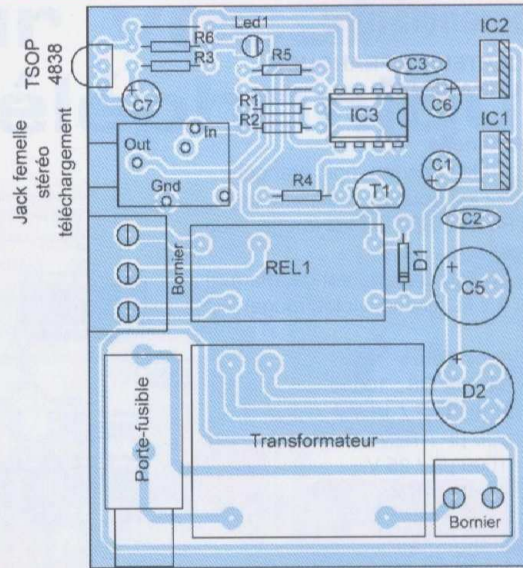 Led1
IC2
TSOP
4838
R6
R3
R5
C3
C7
R1
R2
IC3
C6
IC1
Jack femelle
stéréo
téléchargement
Out
In
Gnd
R4
T1
C1
C2
Bornier
REL1
D1
C5
Porte-fusible
Transformateur
D2
Bornier